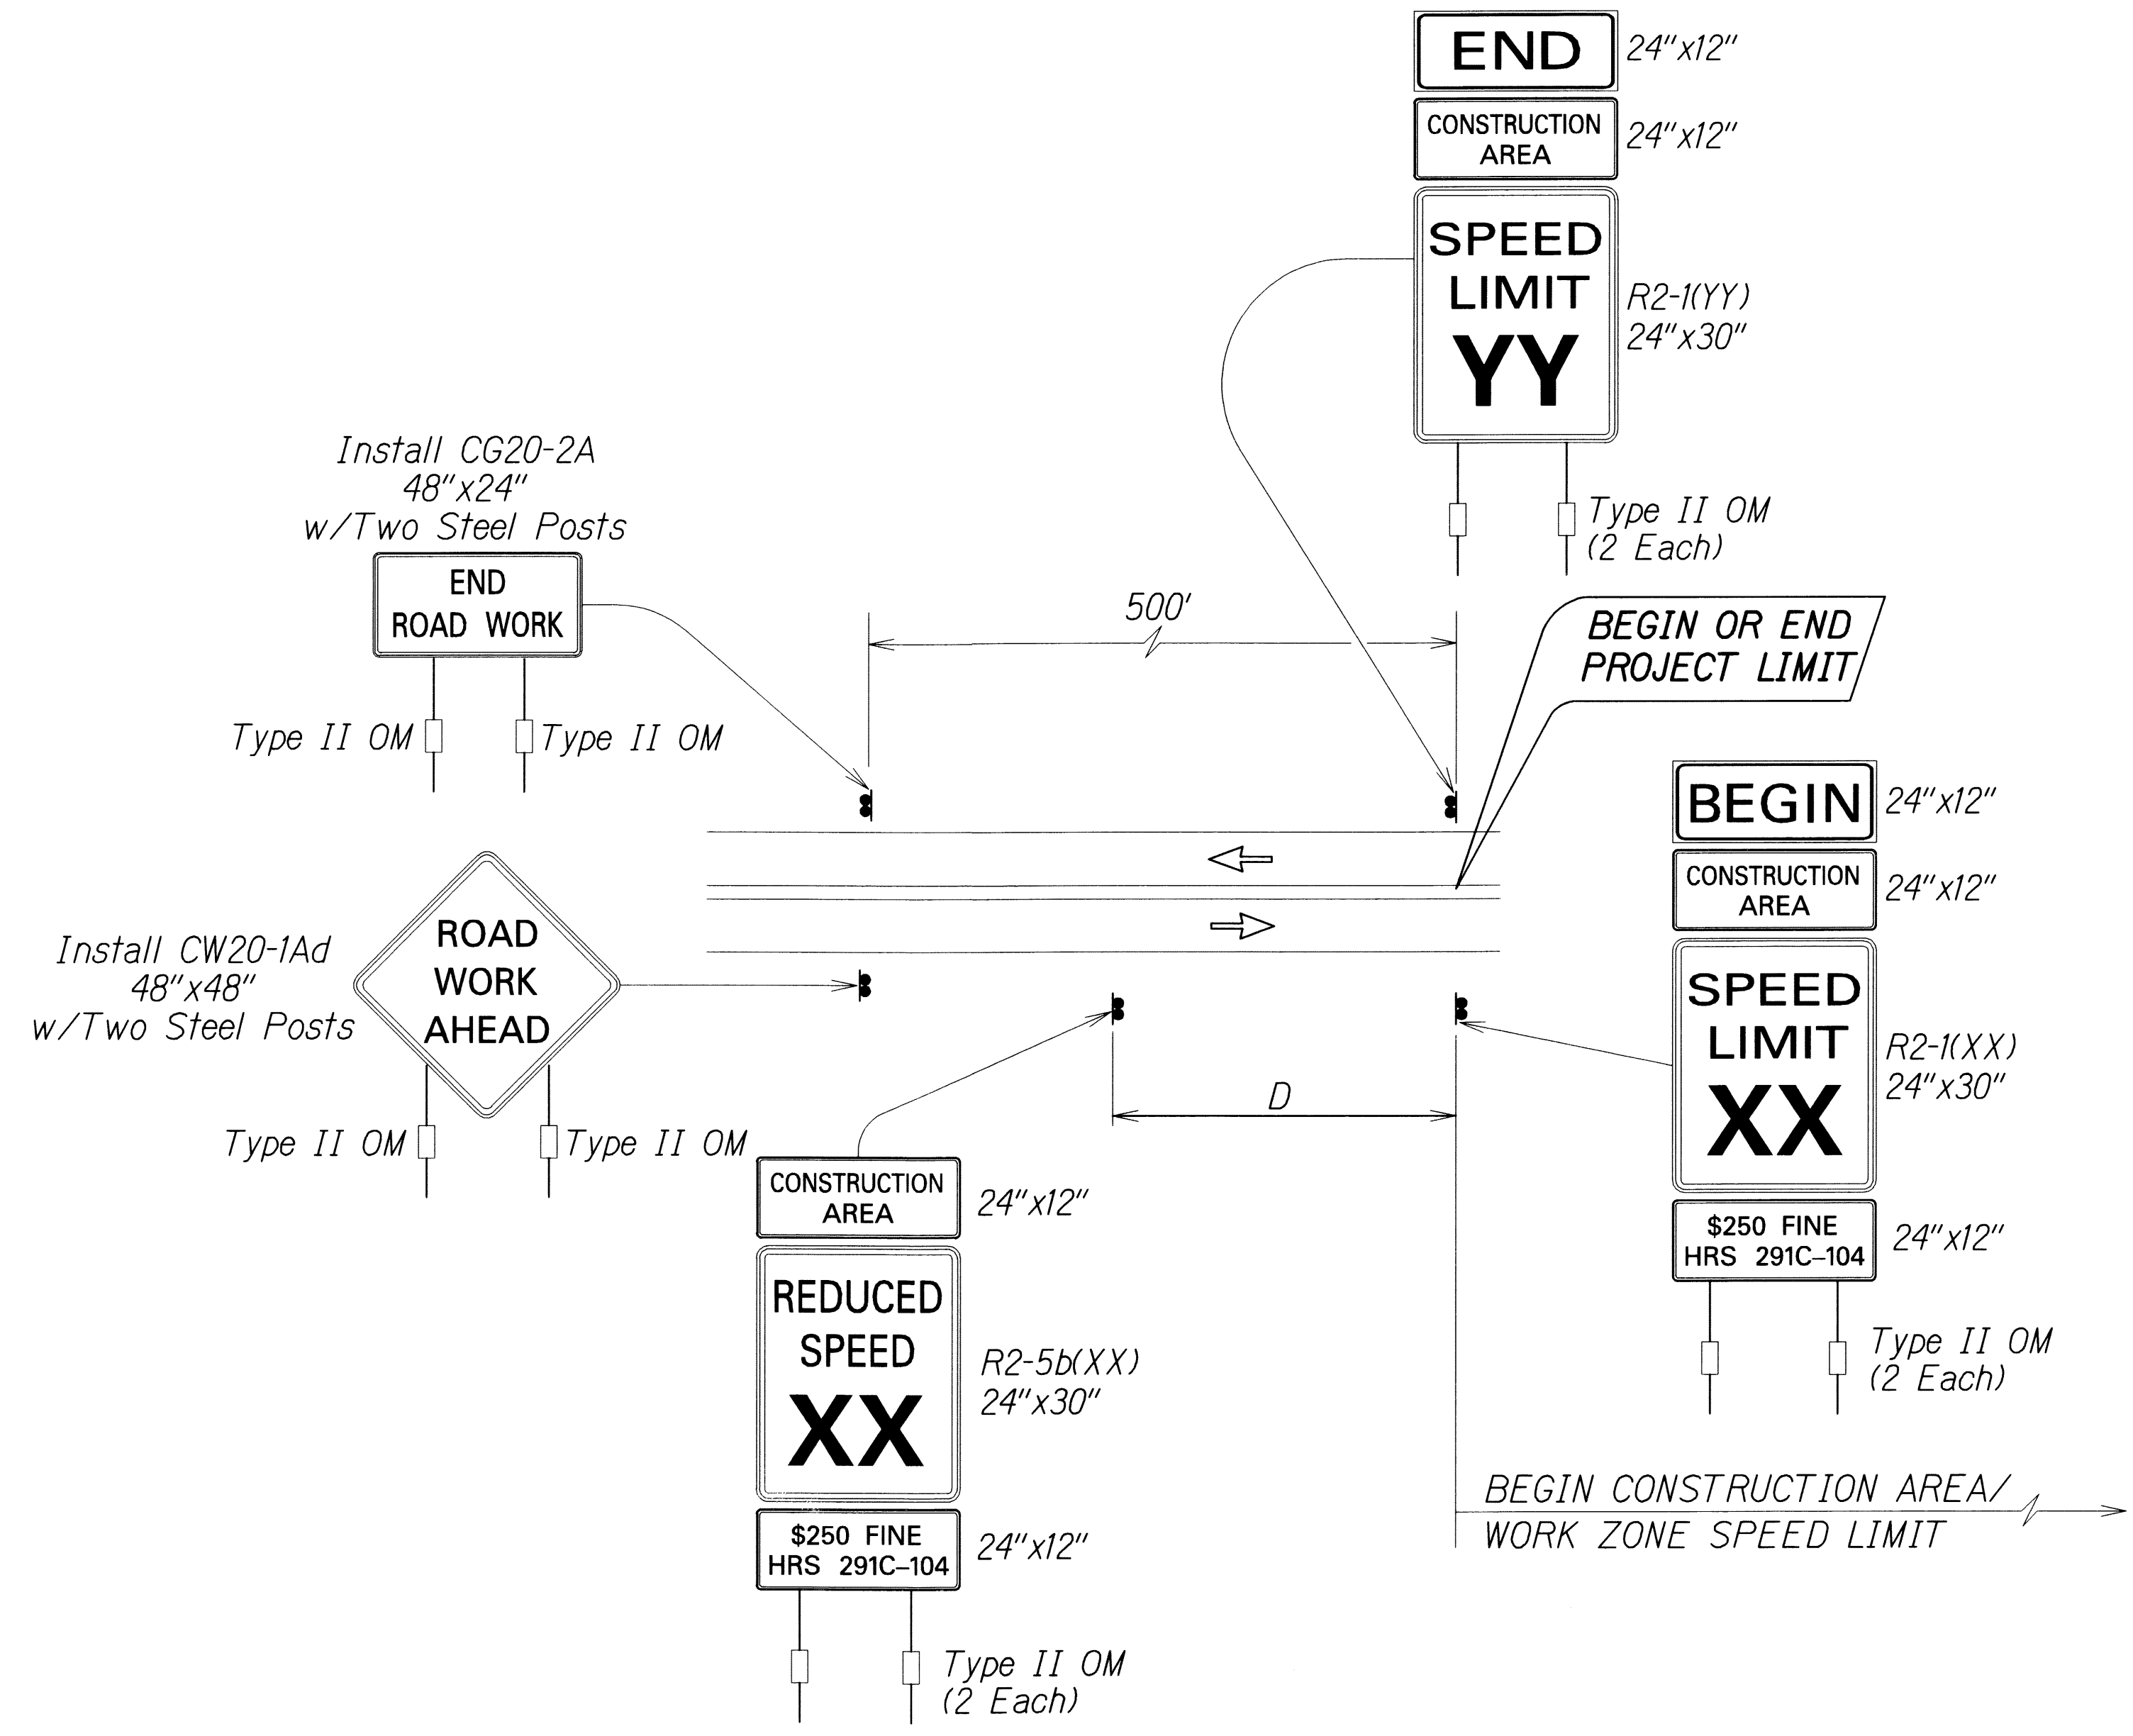 END
24"x12"
CONSTRUCTION
AREA
24"x12"
SPEED
LIMIT
YY
R2-1(YY)
24"x30"
Type II OM
(2 Each)
Install CG20-2A
48"x24"
w/Two Steel Posts
END
ROAD WORK
Type II OM
Type II OM
500'
BEGIN OR END
PROJECT LIMIT
BEGIN
24"x12"
CONSTRUCTION
AREA
24"x12"
SPEED
LIMIT
XX
R2-1(XX)
24"x30"
$250 FINE
HRS 291C-104
24"x12"
Type II OM
(2 Each)
Install CW20-1Ad
48"x48"
w/Two Steel Posts
ROAD
WORK
AHEAD
Type II OM
Type II OM
D
CONSTRUCTION
AREA
24"x12"
REDUCED
SPEED
XX
R2-5b(XX)
24"x30"
$250 FINE
HRS 291C-104
24"x12"
Type II OM
(2 Each)
BEGIN CONSTRUCTION AREA/
WORK ZONE SPEED LIMIT